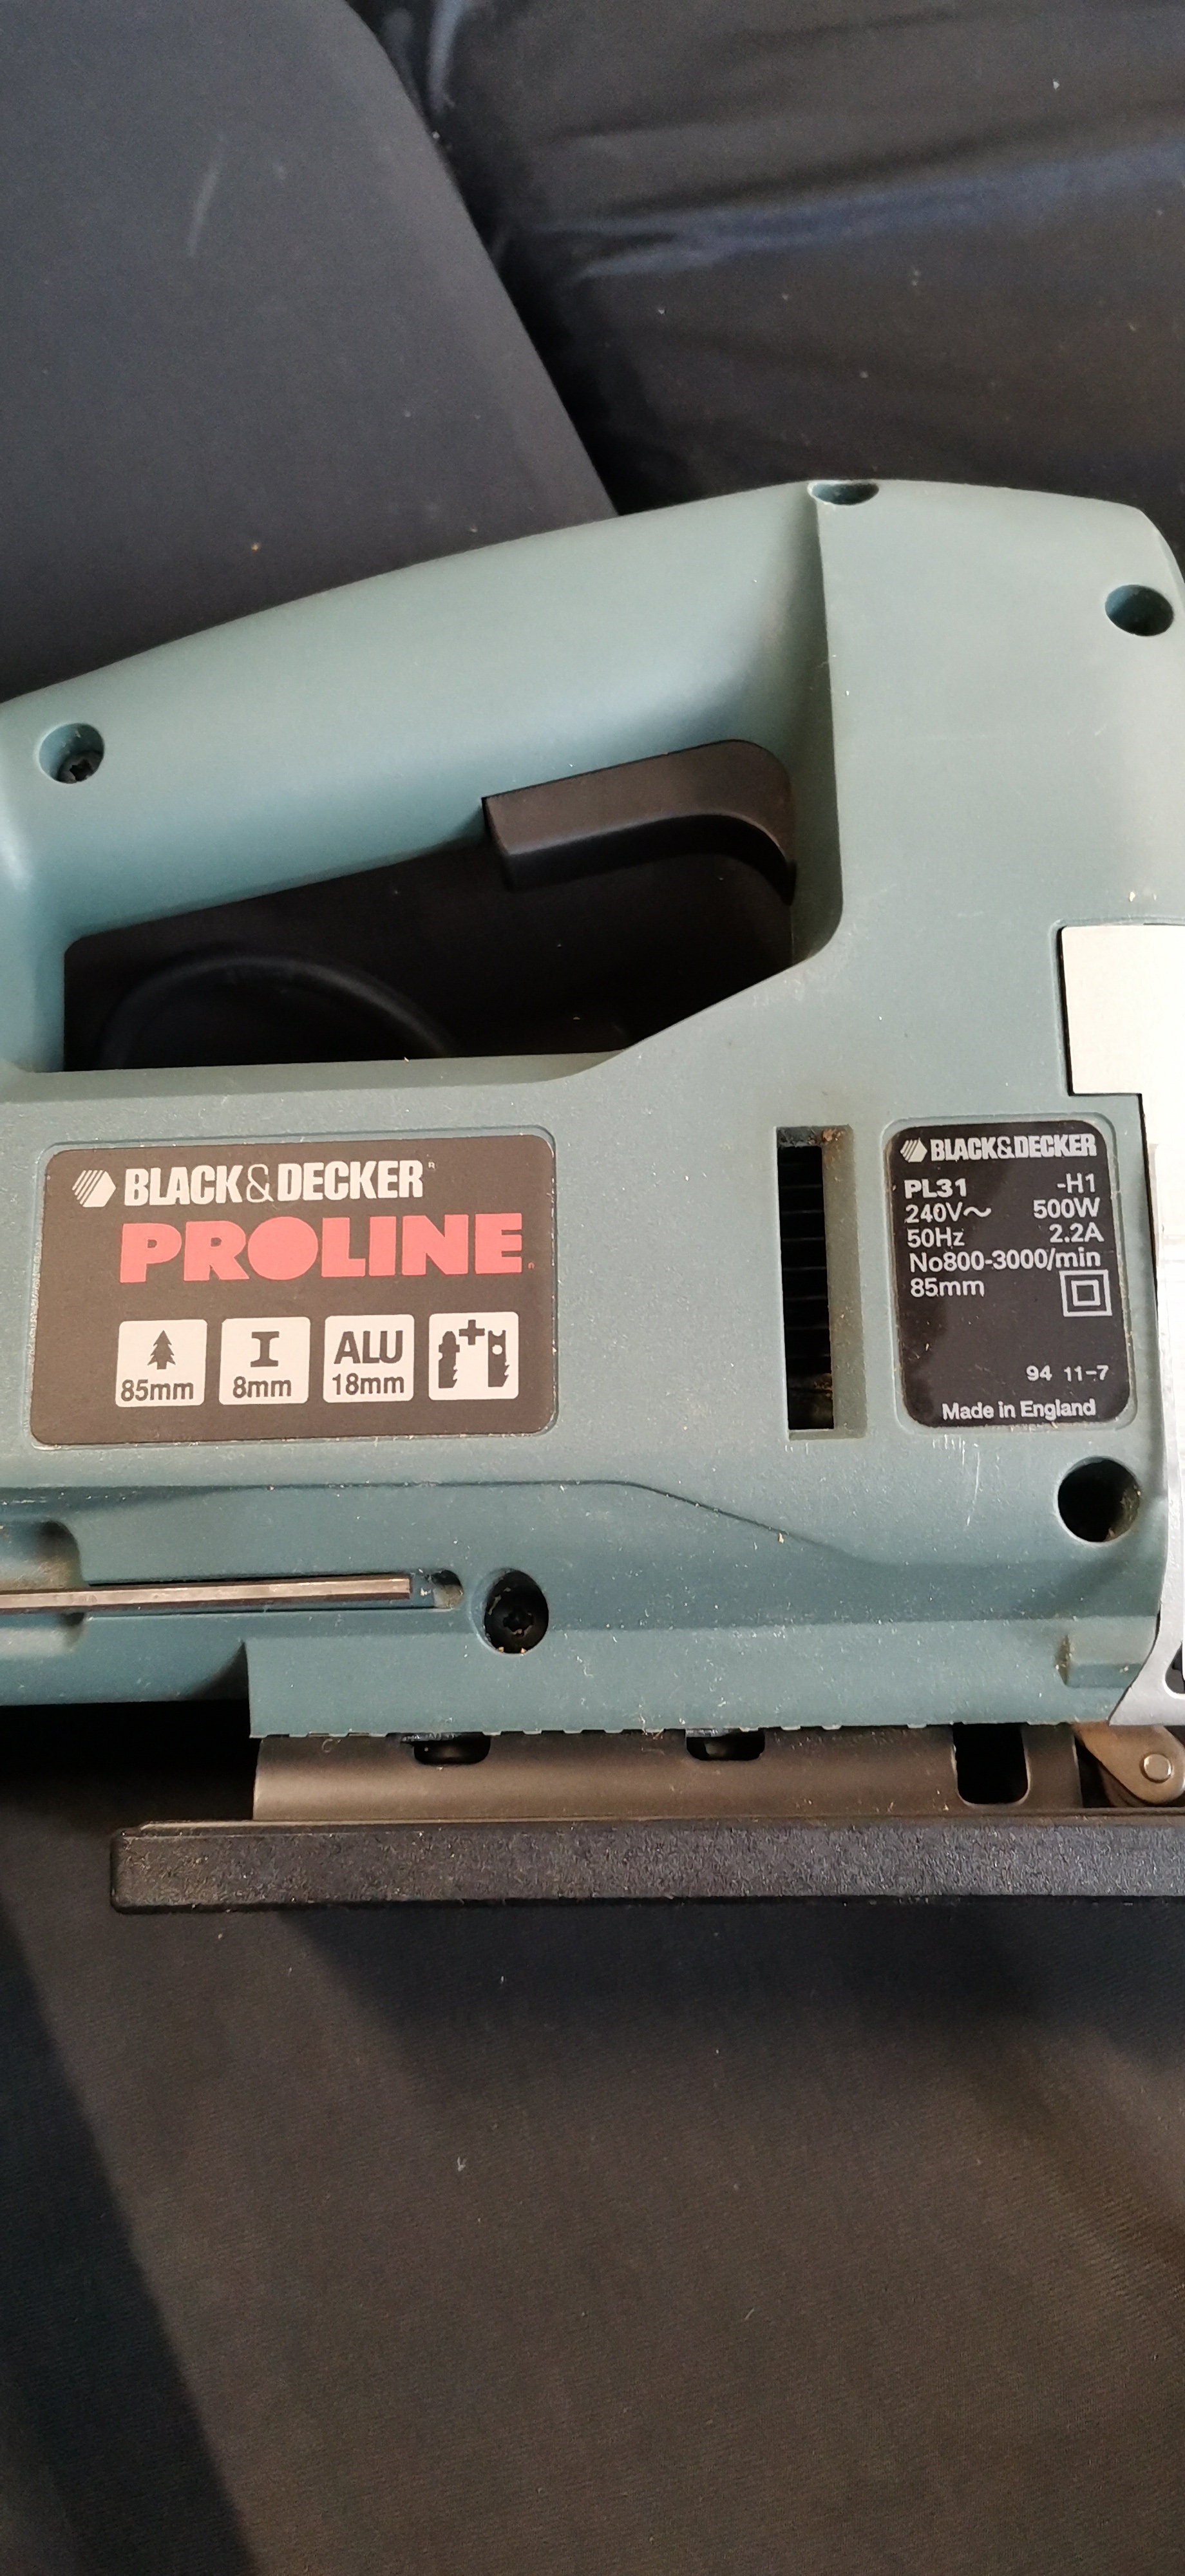 BLACK&DECKER®
PROLINE®
85mm 8mm ALU 18mm
BLACK&DECKER
PL31 -H1
240V～ 500W
50Hz 2.2A
No800-3000/min
85mm
94 11-7
Made in England